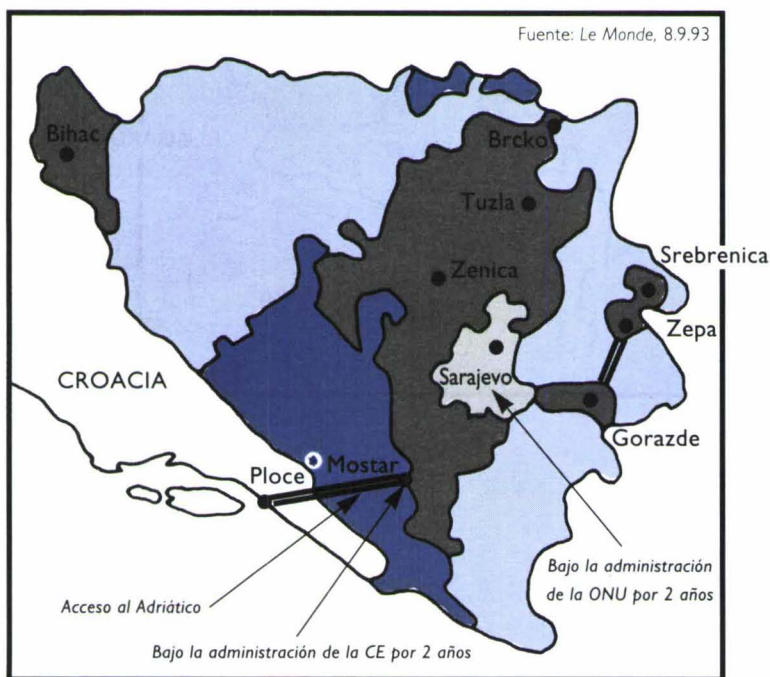 Fuente: Le Monde, 8.9.93
Bihac
Brcko
Tuzla
Srebrenica
Zenica
Zepa
CROACIA
Sarajevo
Gorazde
Ploce
Mostar
Bajo la administración
de la ONU por 2 años
Acceso al Adriático
Bajo la administración de la CE por 2 años